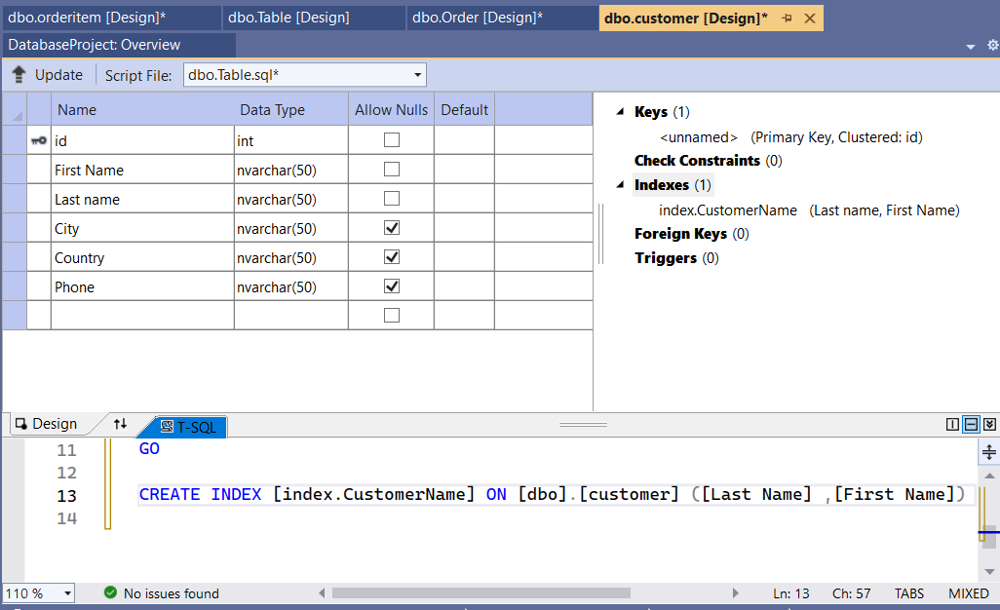 dbo.orderitem [Design]* dbo.Table [Design] dbo.Order [Design]* dbo.customer [Design]*
DatabaseProject: Overview
Update Script File: dbo.Table.sql*
Name Data Type Allow Nulls Default
id int
First Name nvarchar(50)
Last name nvarchar(50)
City nvarchar(50)
Country nvarchar(50)
Phone nvarchar(50)
Keys (1)
<unnamed> (Primary Key, Clustered: id)
Check Constraints (0)
Indexes (1)
index.CustomerName (Last name, First Name)
Foreign Keys (0)
Triggers (0)
Design T-SQL
11 GO
12
13 CREATE INDEX [index.CustomerName] ON [dbo].[customer] ([Last Name] ,[First Name])
14
110 % No issues found Ln: 13 Ch: 57 TABS MIXED